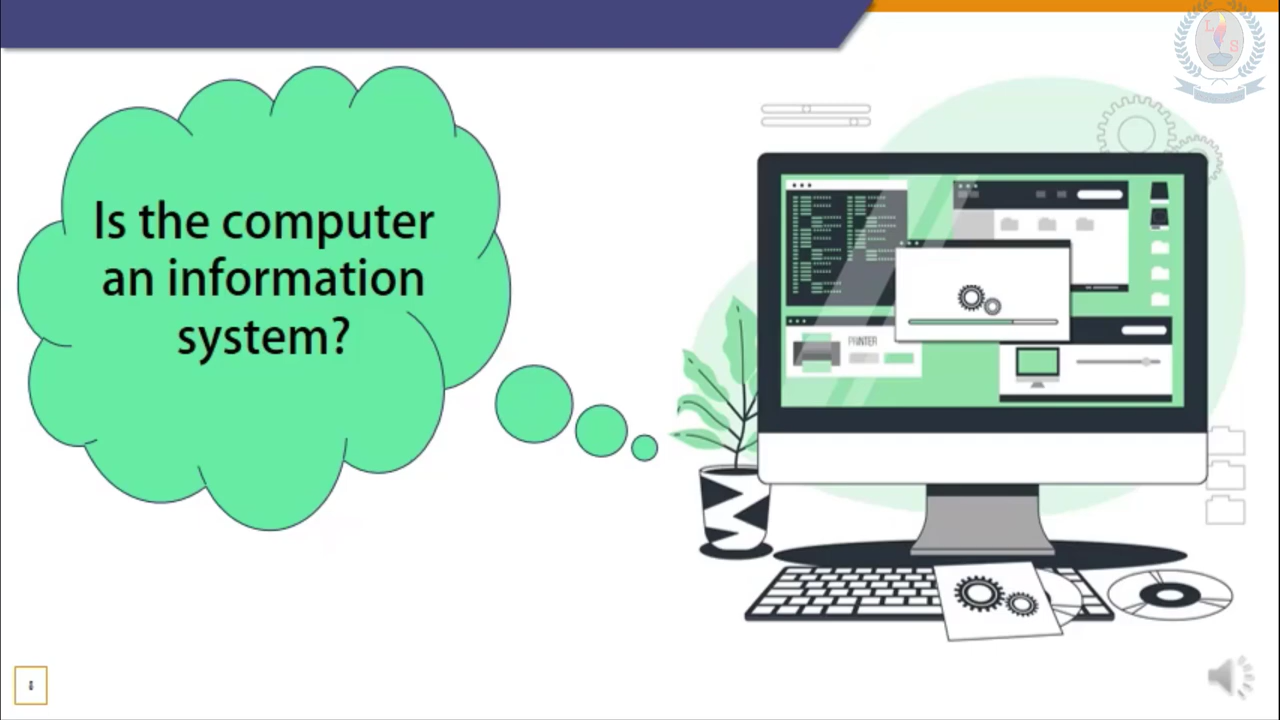 Is the computer
an information
system?
PRINTER
L
S